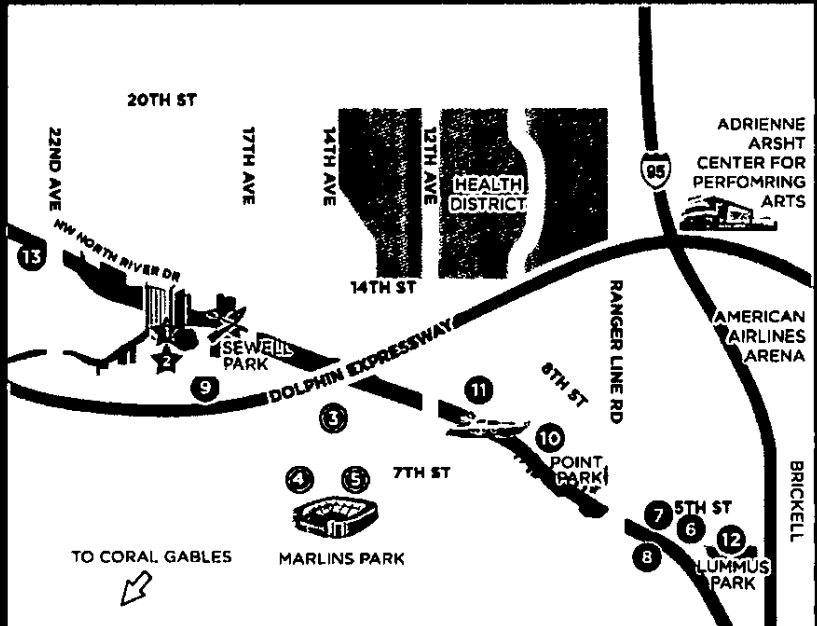 20TH ST
22ND AVE
17TH AVE
14TH AVE
12TH AVE
HEALTH
DISTRICT
95
ADRIENNE
ARSHT
CENTER FOR
PERFOMRING
ARTS
13
NW NORTH RIVER DR
14TH ST
RANGER LINE RD
AMERICAN
AIRLINES
ARENA
1
2
SEWELL
PARK
9
DOLPHIN EXPRESSWAY
3
11
8TH ST
10
POINT
PARK
4
5
7TH ST
BRICKELL
MARLINS PARK
TO CORAL GABLES
7
5TH ST
6
8
12
LUMMUS
PARK